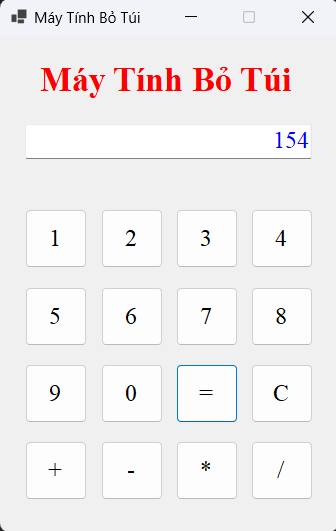 Máy Tính Bỏ Túi
Máy Tính Bỏ Túi
154
1 2 3 4
5 6 7 8
9 0 = C
+ - * /